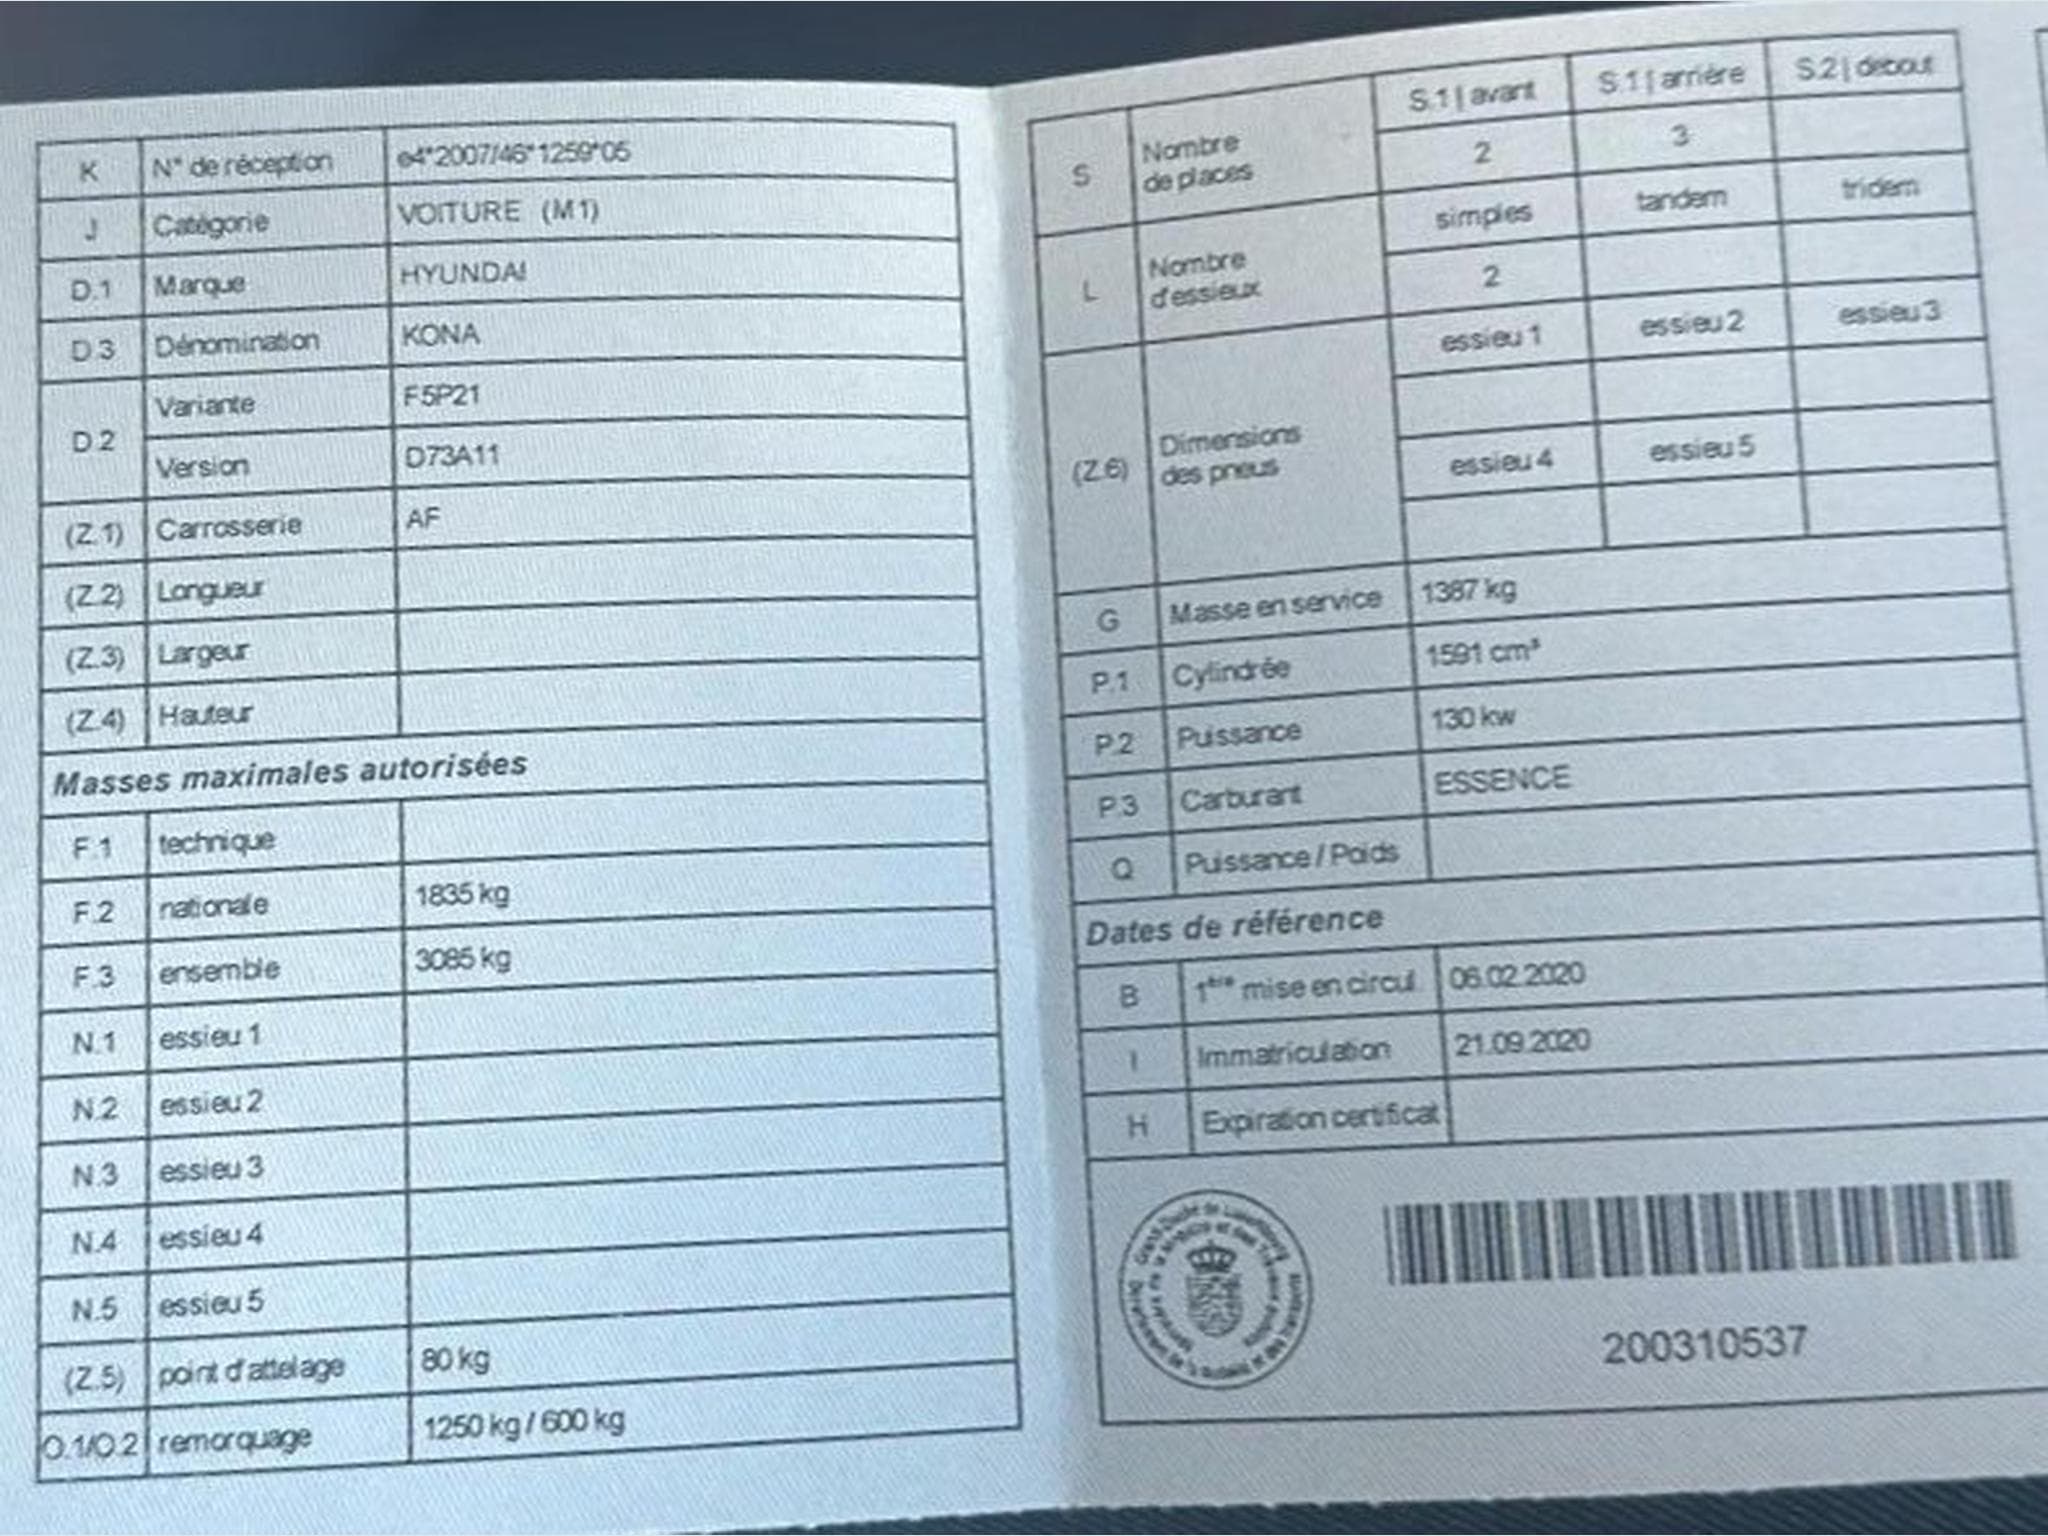 K N° de réception e4*2007/46*1259*05
J Catégorie VOITURE (M1)
D.1 Marque HYUNDAI
D.3 Dénomination KONA
D.2 Variante F5P21
Version D73A11
(Z.1) Carrosserie AF
(Z.2) Longueur
(Z.3) Largeur
(Z.4) Hauteur
Masses maximales autorisées
F.1 technique
F.2 nationale 1835 kg
F.3 ensemble 3085 kg
N.1 essieu 1
N.2 essieu 2
N.3 essieu 3
N.4 essieu 4
N.5 essieu 5
(Z.5) point d'attelage 80 kg
O.1/O.2 remorquage 1250 kg / 600 kg
S.1 | avant S.1 | arrière S.2 | debout
S Nombre
de places
2 3
simples tandem tridem
L Nombre
d'essieux
2
essieu 1 essieu 2 essieu 3
(Z.6) Dimensions
des pneus
essieu 4 essieu 5
G Masse en service 1387 kg
P.1 Cylindrée 1591 cm³
P.2 Puissance 130 kw
P.3 Carburant ESSENCE
Q Puissance / Poids
Dates de référence
B 1ère mise en circul. 06.02.2020
I Immatriculation 21.09.2020
H Expiration certificat
Grand-Duché de Luxembourg
200310537